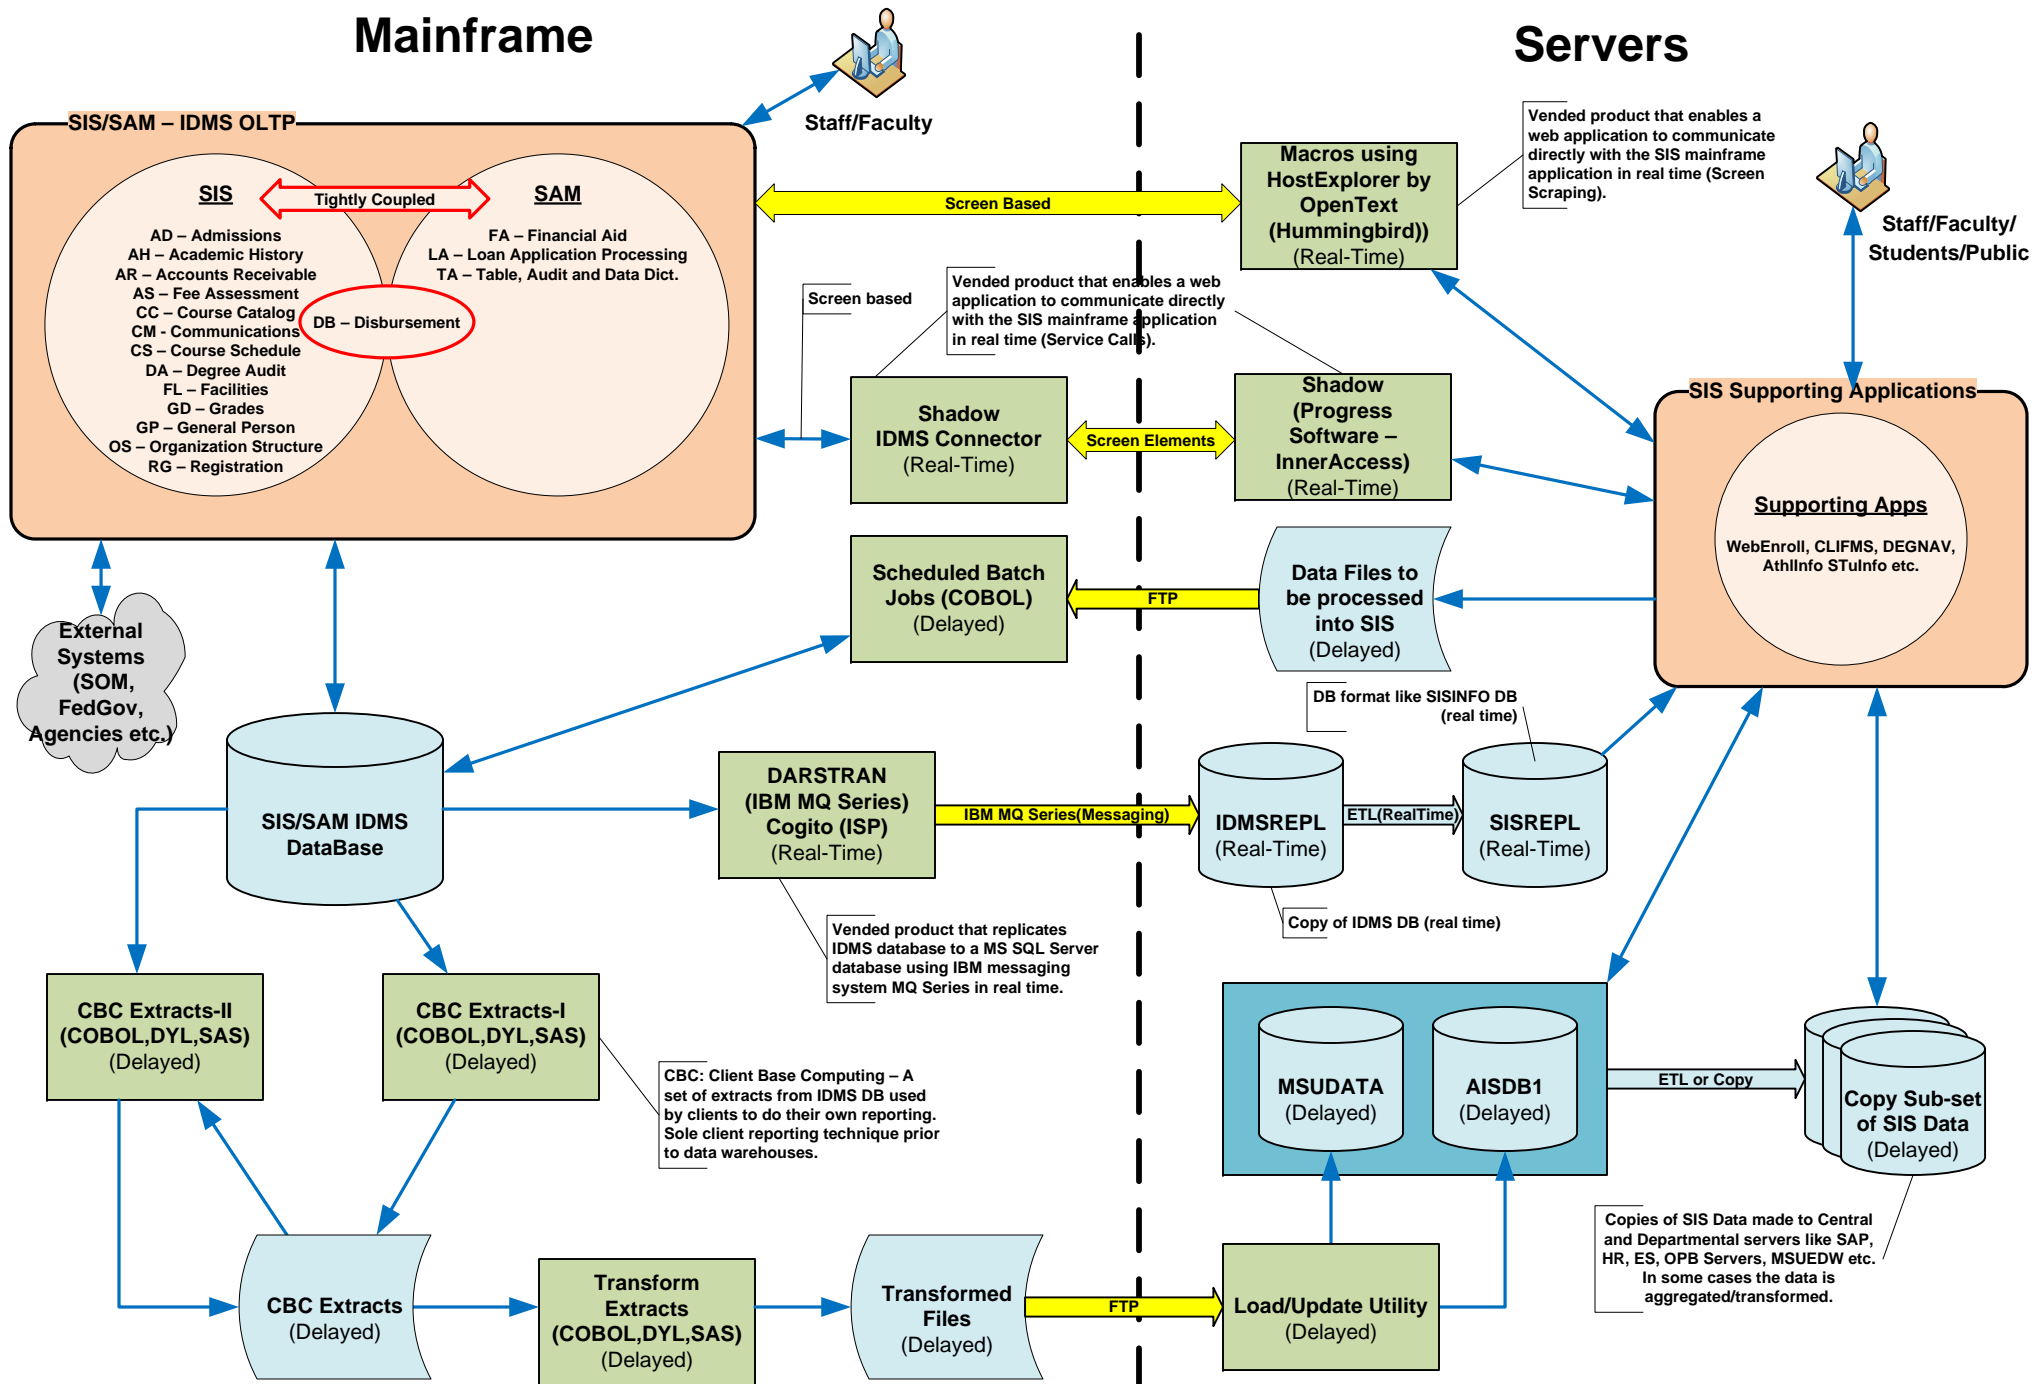 Mainframe
Servers
Staff/Faculty
SIS/SAM – IDMS OLTP
SIS
Tightly Coupled
SAM
AD – Admissions
AH – Academic History
AR – Accounts Receivable
AS – Fee Assessment
CC – Course Catalog
CM - Communications
CS – Course Schedule
DA – Degree Audit
FL – Facilities
GD – Grades
GP – General Person
OS – Organization Structure
RG – Registration
FA – Financial Aid
LA – Loan Application Processing
TA – Table, Audit and Data Dict.
DB – Disbursement
Screen Based
Macros using
HostExplorer by
OpenText
(Hummingbird))
(Real-Time)
Vended product that enables a
web application to communicate
directly with the SIS mainframe
application in real time (Screen
Scraping).
Staff/Faculty/
Students/Public
Screen based
Vended product that enables a web
application to communicate directly
with the SIS mainframe application
in real time (Service Calls).
Shadow
IDMS Connector
(Real-Time)
Screen Elements
Shadow
(Progress
Software –
InnerAccess)
(Real-Time)
SIS Supporting Applications
Supporting Apps
WebEnroll, CLIFMS, DEGNAV,
AthlInfo STuInfo etc.
Scheduled Batch
Jobs (COBOL)
(Delayed)
FTP
Data Files to
be processed
into SIS
(Delayed)
External
Systems
(SOM,
FedGov,
Agencies etc.)
DB format like SISINFO DB
(real time)
SIS/SAM IDMS
DataBase
DARSTRAN
(IBM MQ Series)
Cogito (ISP)
(Real-Time)
IBM MQ Series(Messaging)
IDMSREPL
(Real-Time)
ETL(RealTime)
SISREPL
(Real-Time)
Vended product that replicates
IDMS database to a MS SQL Server
database using IBM messaging
system MQ Series in real time.
Copy of IDMS DB (real time)
CBC Extracts-II
(COBOL,DYL,SAS)
(Delayed)
CBC Extracts-I
(COBOL,DYL,SAS)
(Delayed)
CBC: Client Base Computing – A
set of extracts from IDMS DB used
by clients to do their own reporting.
Sole client reporting technique prior
to data warehouses.
MSUDATA
(Delayed)
AISDB1
(Delayed)
ETL or Copy
Copy Sub-set
of SIS Data
(Delayed)
Copies of SIS Data made to Central
and Departmental servers like SAP,
HR, ES, OPB Servers, MSUEDW etc.
In some cases the data is
aggregated/transformed.
CBC Extracts
(Delayed)
Transform
Extracts
(COBOL,DYL,SAS)
(Delayed)
Transformed
Files
(Delayed)
FTP
Load/Update Utility
(Delayed)